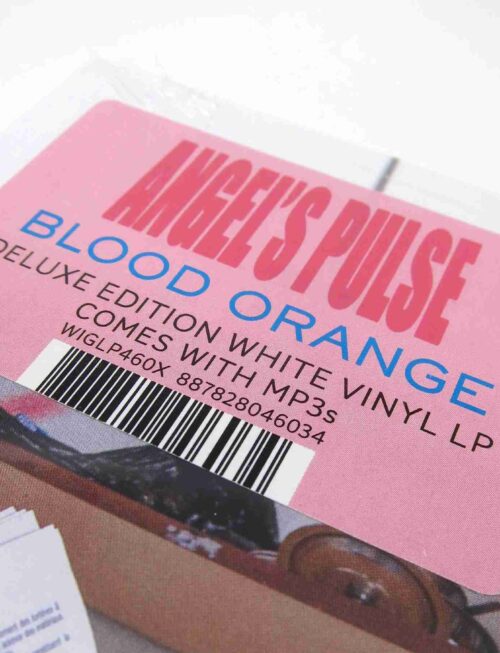 ANGEL'S PULSE
BLOOD ORANGE
DELUXE EDITION WHITE VINYL LP
COMES WITH MP3s
WIGLP460X 887828046034